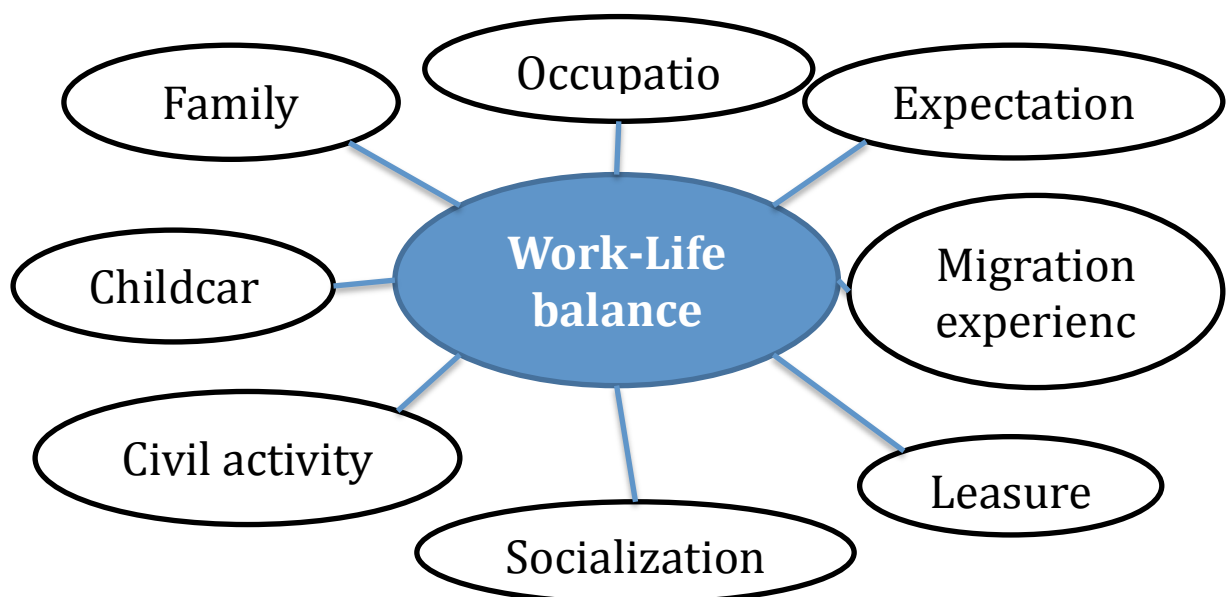 Family
Occupatio
Expectation
Work-Life
balance
Childcar
Migration
experienc
Civil activity
Leasure
Socialization